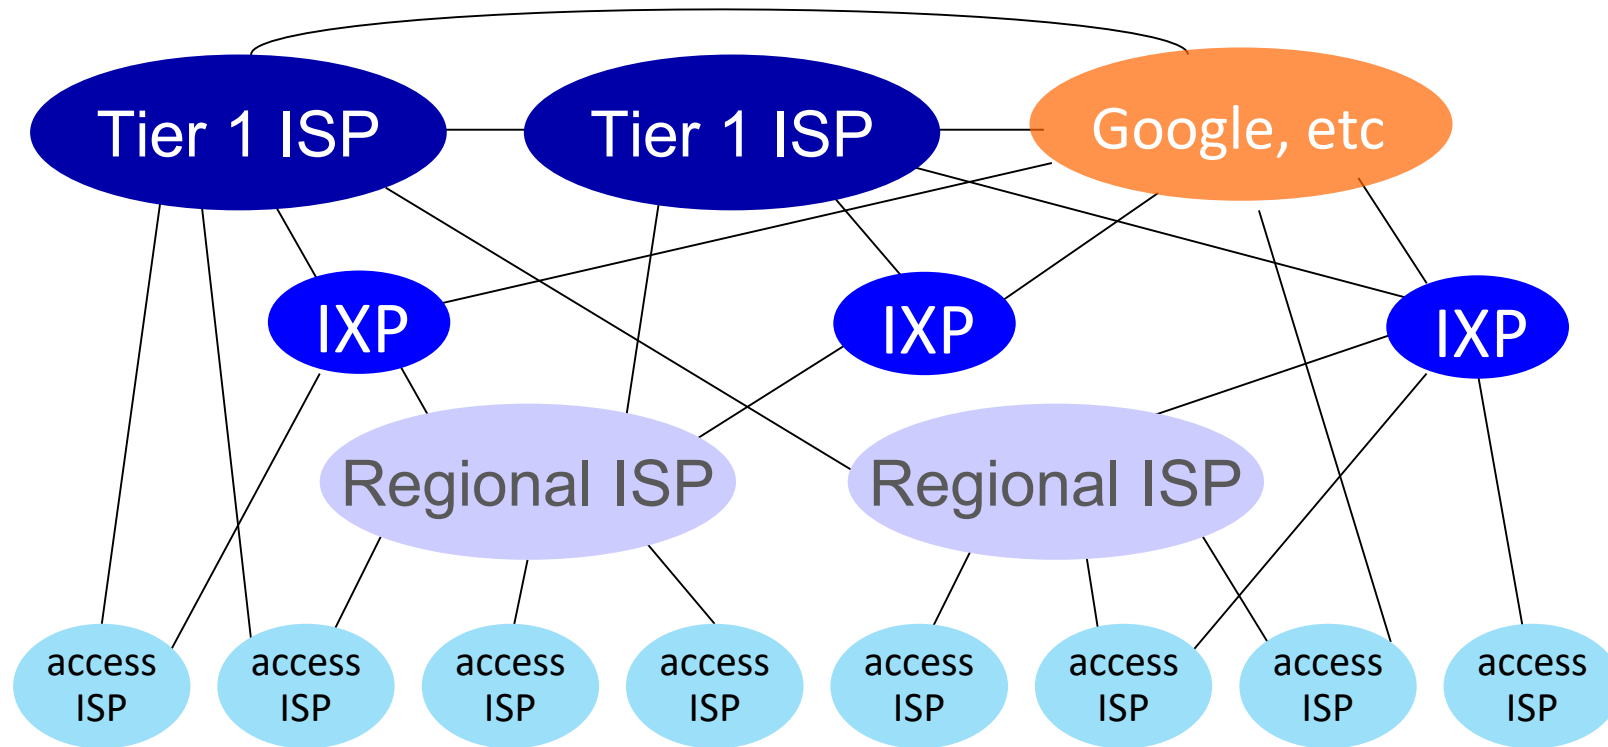 Tier 1 ISP
Tier 1 ISP
Google, etc
IXP
IXP
IXP
Regional ISP
Regional ISP
access
ISP
access
ISP
access
ISP
access
ISP
access
ISP
access
ISP
access
ISP
access
ISP